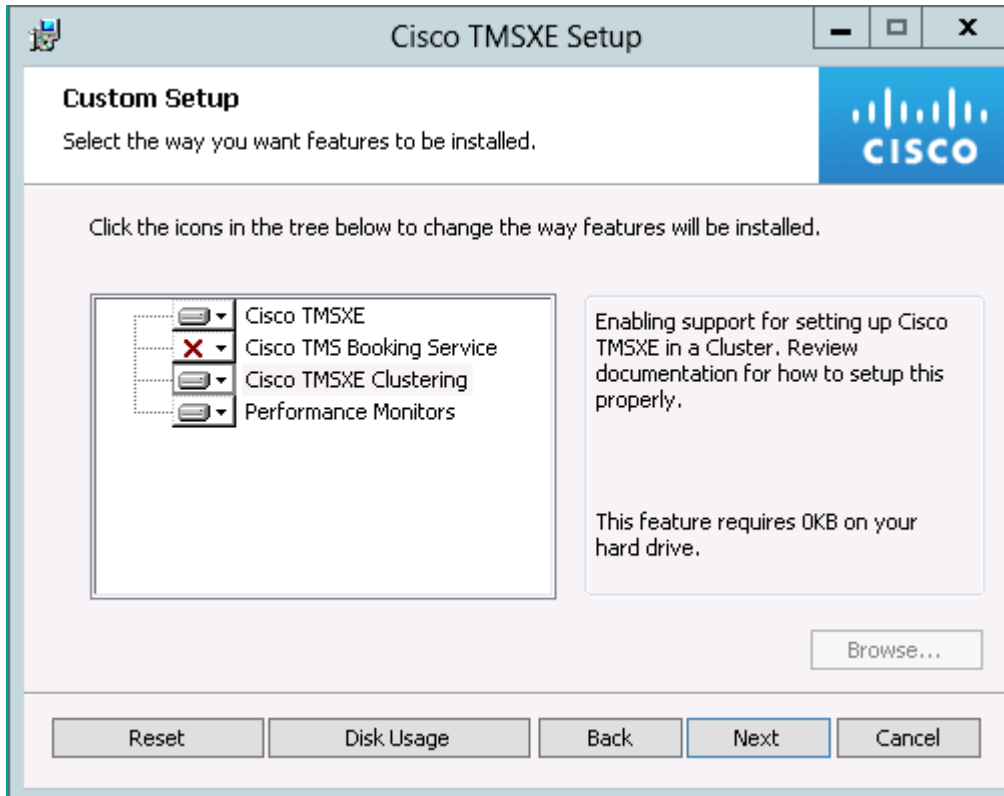 Cisco TMSXE Setup
Custom Setup
Select the way you want features to be installed.
CISCO
Click the icons in the tree below to change the way features will be installed.
Cisco TMSXE
Cisco TMS Booking Service
Cisco TMSXE Clustering
Performance Monitors
Enabling support for setting up Cisco
TMSXE in a Cluster. Review
documentation for how to setup this
properly.
This feature requires 0KB on your
hard drive.
Browse...
Reset
Disk Usage
Back
Next
Cancel